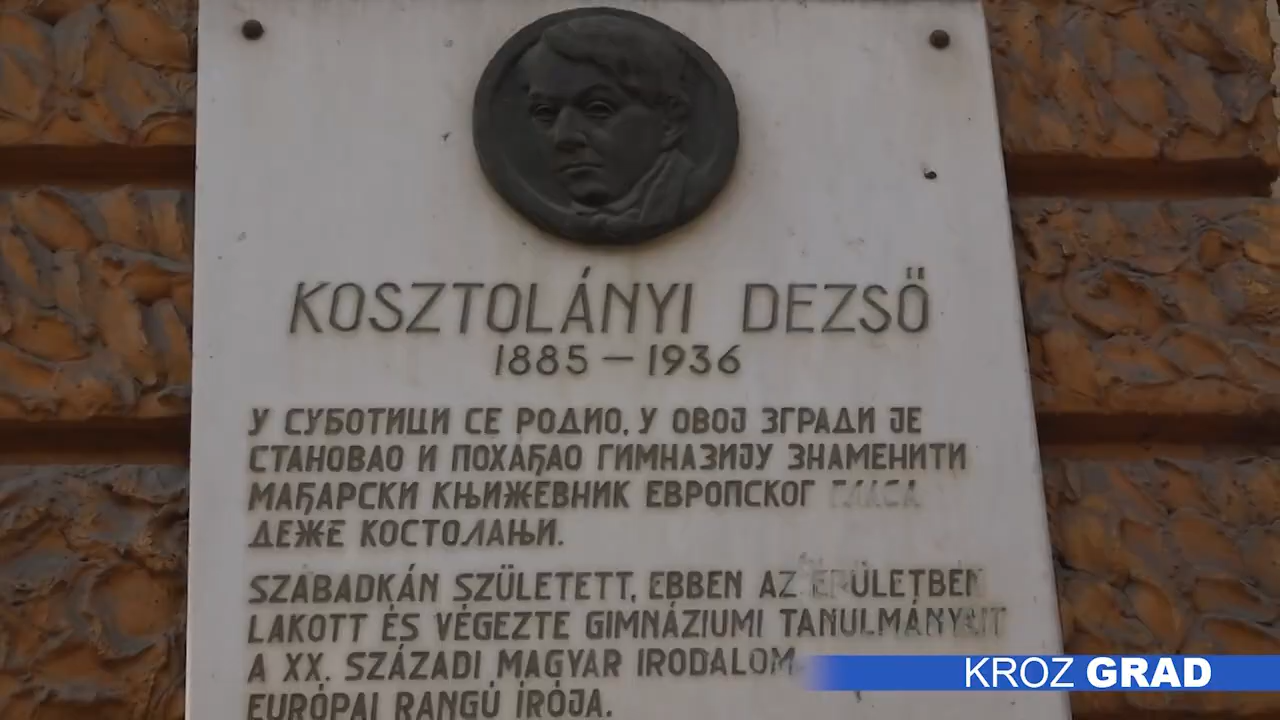 KOSZTOLÁNYI DEZSŐ
1885 – 1936
У СУБОТИЦИ СЕ РОДИО, У ОВОЈ ЗГРАДИ ЈЕ
СТАНОВАО И ПОХАЂАО ГИМНАЗИЈУ ЗНАМЕНИТИ
МАЂАРСКИ КЊИЖЕВНИК ЕВРОПСКОГ ГЛАСА
ДЕЖЕ КОСТОЛАЊИ.
SZABADKÁN SZÜLETETT, EBBEN AZ ÉPÜLETBEN
LAKOTT ÉS VÉGEZTE GIMNÁZIUMI TANULMÁNYAIT
A XX. SZÁZADI MAGYAR IRODALOM
EURÓPAI RANGÚ ÍRÓJA.
KROZ GRAD